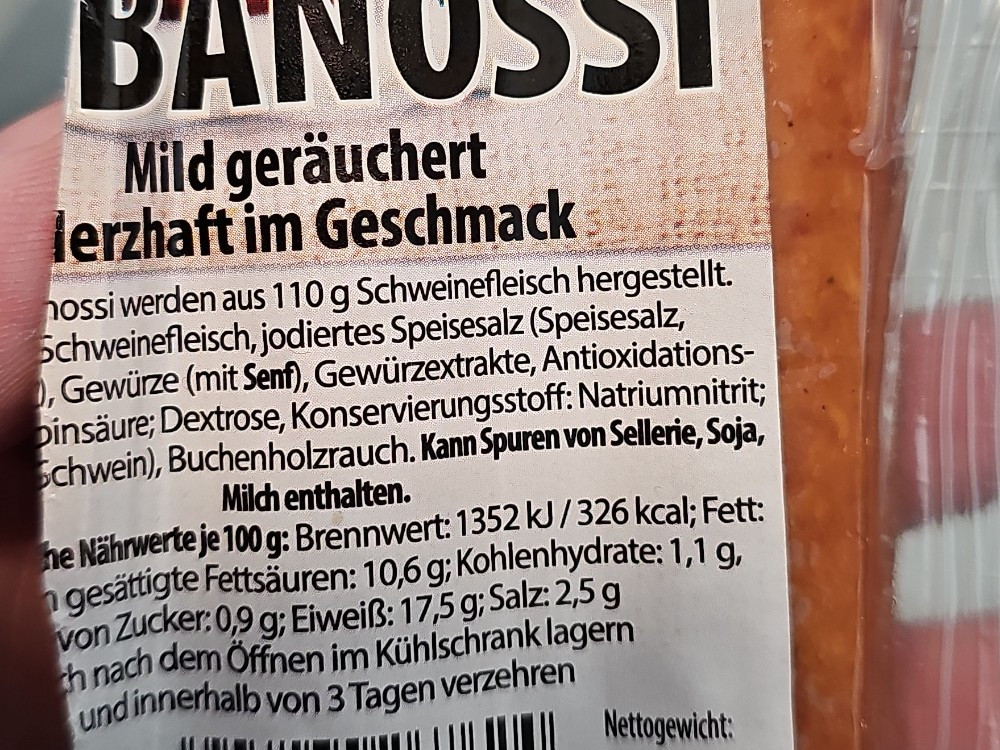 BANOSSI
Mild geräuchert
erzhaft im Geschmack
nossi werden aus 110 g Schweinefleisch hergestellt.
Schweinefleisch, jodiertes Speisesalz (Speisesalz,
), Gewürze (mit Senf), Gewürzextrakte, Antioxidations-
binsäure; Dextrose, Konservierungsstoff: Natriumnitrit;
Schwein), Buchenholzrauch. Kann Spuren von Sellerie, Soja,
Milch enthalten.
he Nährwerte je 100 g: Brennwert: 1352 kJ / 326 kcal; Fett:
n gesättigte Fettsäuren: 10,6 g; Kohlenhydrate: 1,1 g,
von Zucker: 0,9 g; Eiweiß: 17,5 g; Salz: 2,5 g
ch nach dem Öffnen im Kühlschrank lagern
und innerhalb von 3 Tagen verzehren
Nettogewicht: